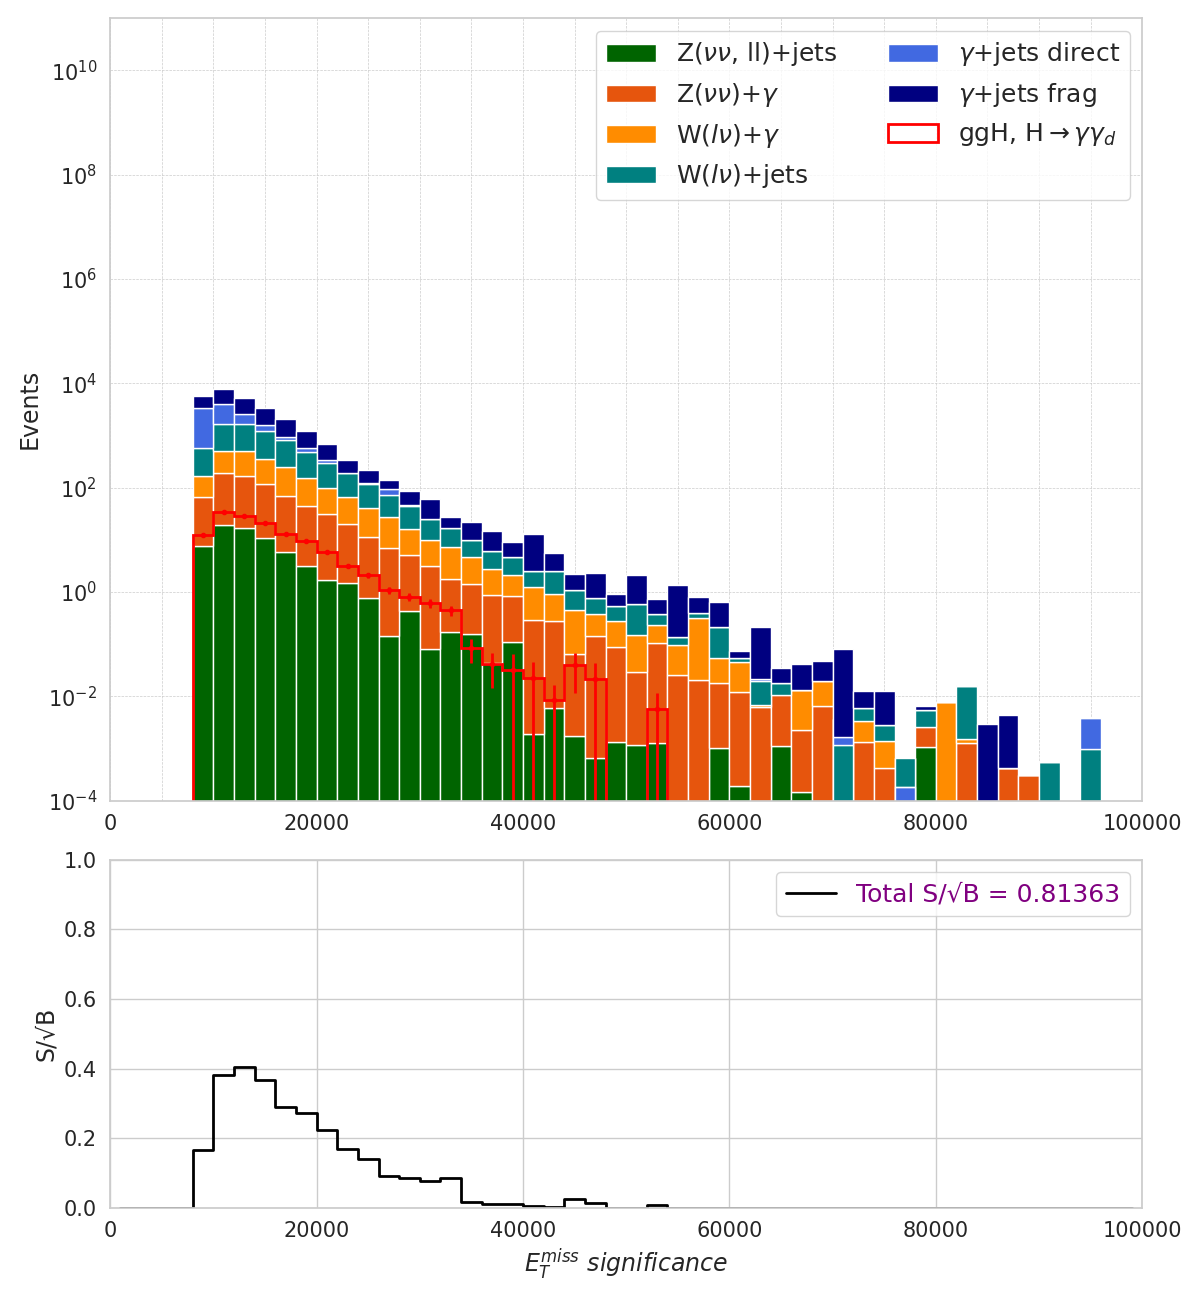 Z(νν, ll)+jets
Z(νν)+γ
W(lν)+γ
W(lν)+jets
γ+jets direct
γ+jets frag
ggH, H→γγ_d
Events
10^10
10^8
10^6
10^4
10^2
10^0
10^−2
10^−4
0 20000 40000 60000 80000 100000
Total S/√B = 0.81363
S/√B
1.0
0.8
0.6
0.4
0.2
0.0
0 20000 40000 60000 80000 100000
E_T^miss significance